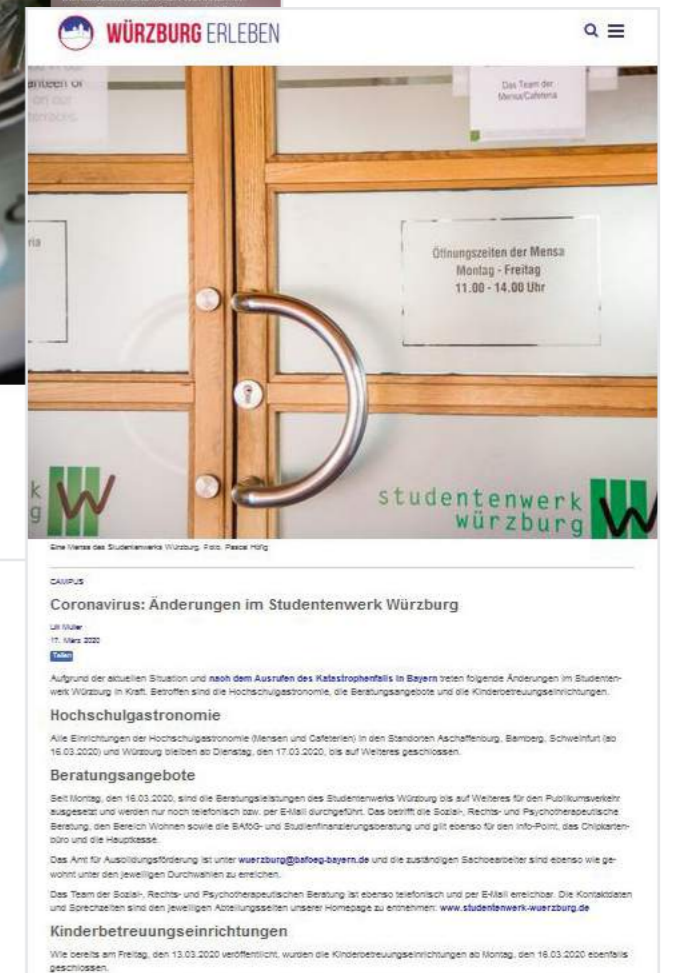 WÜRZBURG ERLEBEN
anteen or
on our
Das Team der
Mensa/Cafeteria
ria
Öffnungszeiten der Mensa
Montag - Freitag
11.00 - 14.00 Uhr
k
g
studentenwerk
würzburg
Eine Mensa des Studentenwerks Würzburg. Foto: Pascal Höfig
CAMPUS
Coronavirus: Änderungen im Studentenwerk Würzburg
Lilli Müller
17. März 2020
Teilen
Aufgrund der aktuellen Situation und nach dem Ausrufen des Katastrophenfalls in Bayern treten folgende Änderungen im Studenten-
werk Würzburg in Kraft. Betroffen sind die Hochschulgastronomie, die Beratungsangebote und die Kinderbetreuungseinrichtungen.
Hochschulgastronomie
Alle Einrichtungen der Hochschulgastronomie (Mensen und Cafeterien) in den Standorten Aschaffenburg, Bamberg, Schweinfurt (ab
16.03.2020) und Würzburg bleiben ab Dienstag, den 17.03.2020, bis auf Weiteres geschlossen.
Beratungsangebote
Seit Montag, den 16.03.2020, sind die Beratungsleistungen des Studentenwerks Würzburg bis auf Weiteres für den Publikumsverkehr
ausgesetzt und werden nur noch telefonisch bzw. per E-Mail durchgeführt. Das betrifft die Sozial-, Rechts- und Psychotherapeutische
Beratung, den Bereich Wohnen sowie die BAföG- und Studienfinanzierungsberatung und gilt ebenso für den Info-Point, das Chipkarten-
büro und die Hauptkasse.
Das Amt für Ausbildungsförderung ist unter wuerzburg@bafoeg-bayern.de und die zuständigen Sachbearbeiter sind ebenso wie ge-
wohnt unter den jeweiligen Durchwahlen zu erreichen.
Das Team der Sozial-, Rechts- und Psychotherapeutischen Beratung ist ebenso telefonisch und per E-Mail erreichbar. Die Kontaktdaten
und Sprechzeiten sind den jeweiligen Abteilungsseiten unserer Homepage zu entnehmen: www.studentenwerk-wuerzburg.de
Kinderbetreuungseinrichtungen
Wie bereits am Freitag, den 13.03.2020 veröffentlicht, wurden die Kinderbetreuungseinrichtungen ab Montag, den 16.03.2020 ebenfalls
geschlossen.